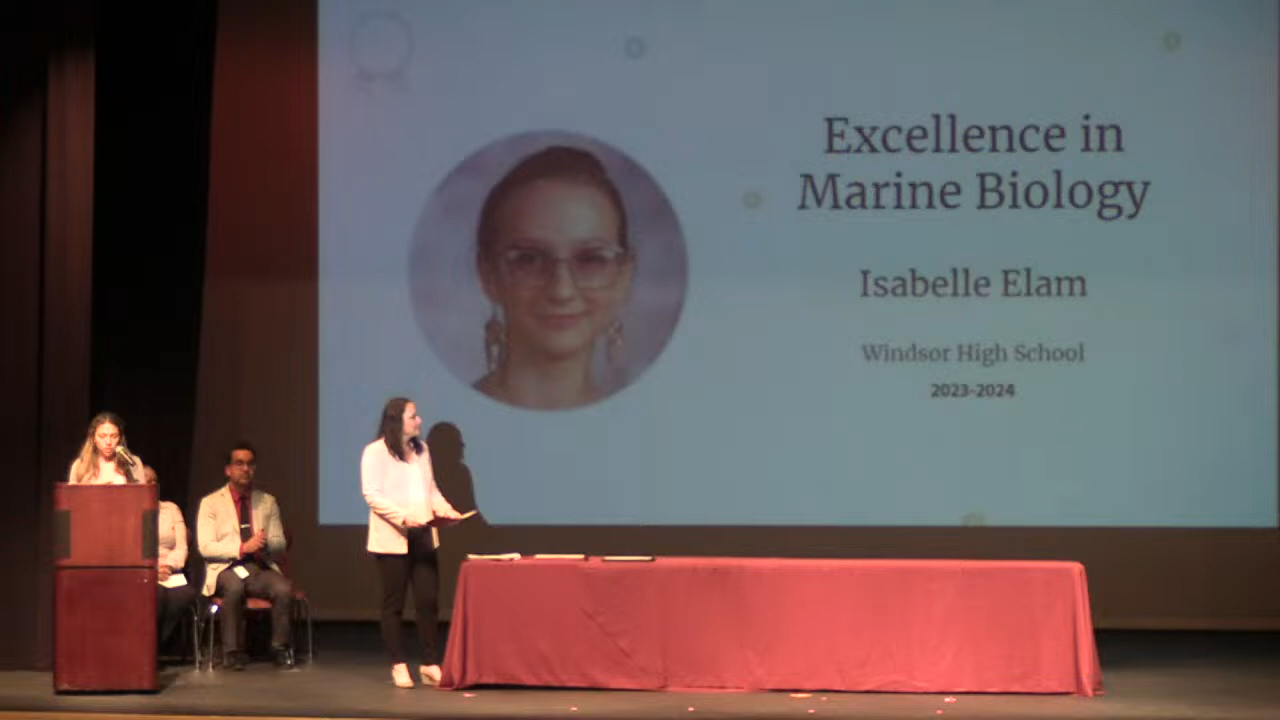 Excellence in
Marine Biology
Isabelle Elam
Windsor High School
2023-2024